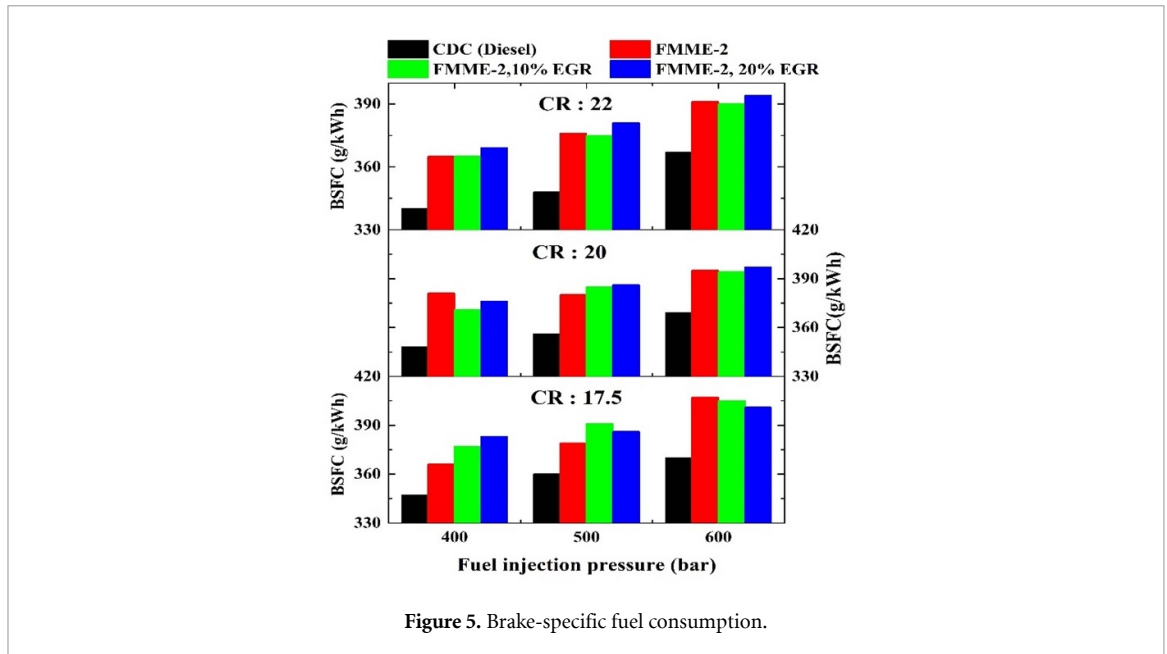 CDC (Diesel) FMME-2
FMME-2,10% EGR FMME-2, 20% EGR
CR : 22
390
360
330
BSFC (g/kWh)
CR : 20
420
390
360
330
BSFC(g/kWh)
CR : 17.5
420
390
360
330
BSFC (g/kWh)
400 500 600
Fuel injection pressure (bar)
Figure 5. Brake-specific fuel consumption.